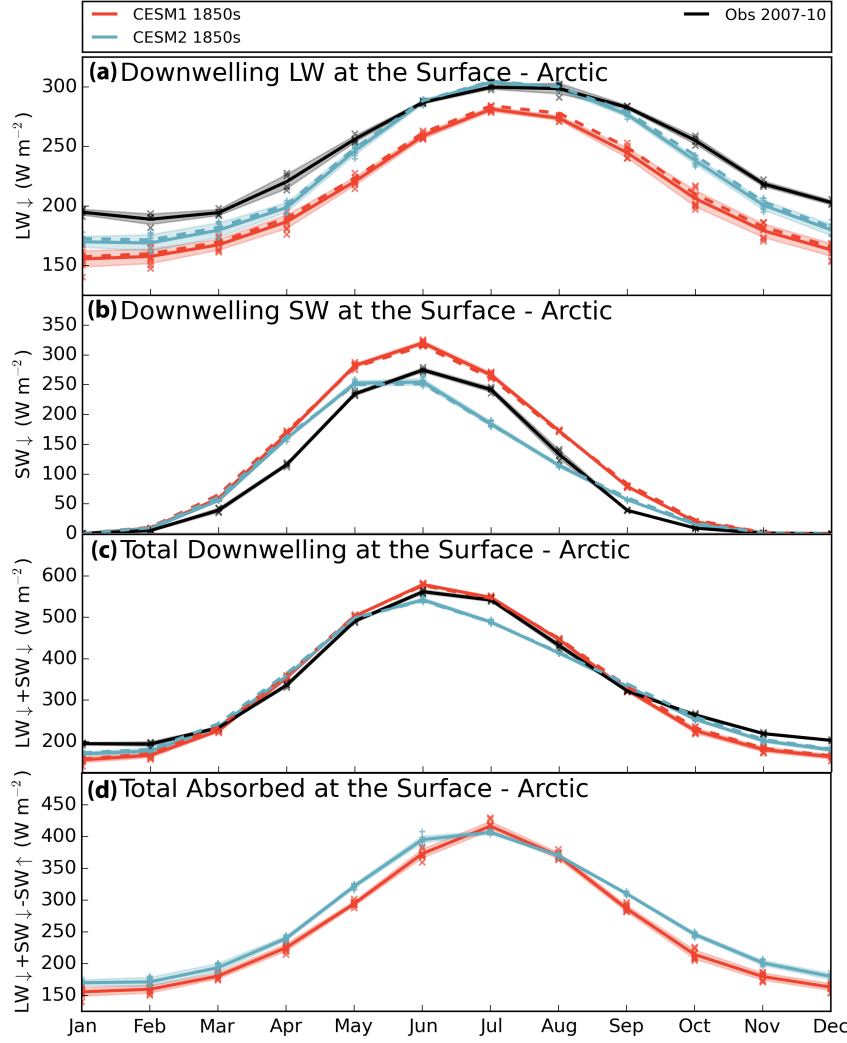 CESM1 1850s
CESM2 1850s
Obs 2007-10
(a) Downwelling LW at the Surface - Arctic
LW↓ (W m⁻²)
300
250
200
150
(b) Downwelling SW at the Surface - Arctic
SW↓ (W m⁻²)
350
300
250
200
150
100
50
0
(c) Total Downwelling at the Surface - Arctic
LW↓+SW↓ (W m⁻²)
600
500
400
300
200
(d) Total Absorbed at the Surface - Arctic
LW↓+SW↓-SW↑ (W m⁻²)
450
400
350
300
250
200
150
Jan Feb Mar Apr May Jun Jul Aug Sep Oct Nov Dec